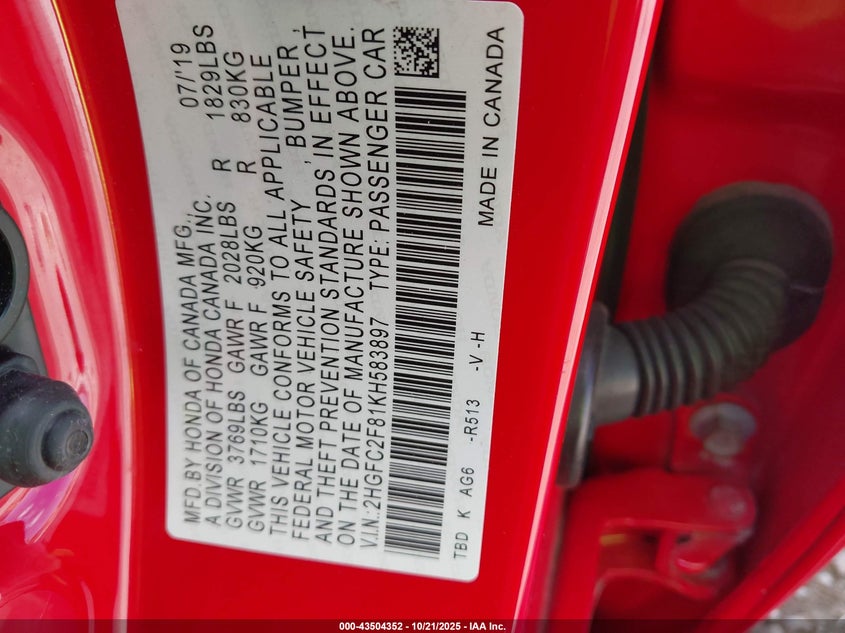 MFD.BY HONDA OF CANADA MFG., 07/'19
A DIVISION OF HONDA CANADA INC.
GVWR 3769LBS GAWR F 2028LBS R 1829LBS
GVWR 1710KG GAWR F 920KG R 830KG
THIS VEHICLE CONFORMS TO ALL APPLICABLE
FEDERAL MOTOR VEHICLE SAFETY , BUMPER ,
AND THEFT PREVENTION STANDARDS IN EFFECT
ON THE DATE OF MANUFACTURE SHOWN ABOVE.
V.I.N.:2HGFC2F81KH583897 TYPE: PASSENGER CAR
TBD K AG6 -R513 -V -H MADE IN CANADA
000-43504352 - 10/21/2025 - IAA Inc.